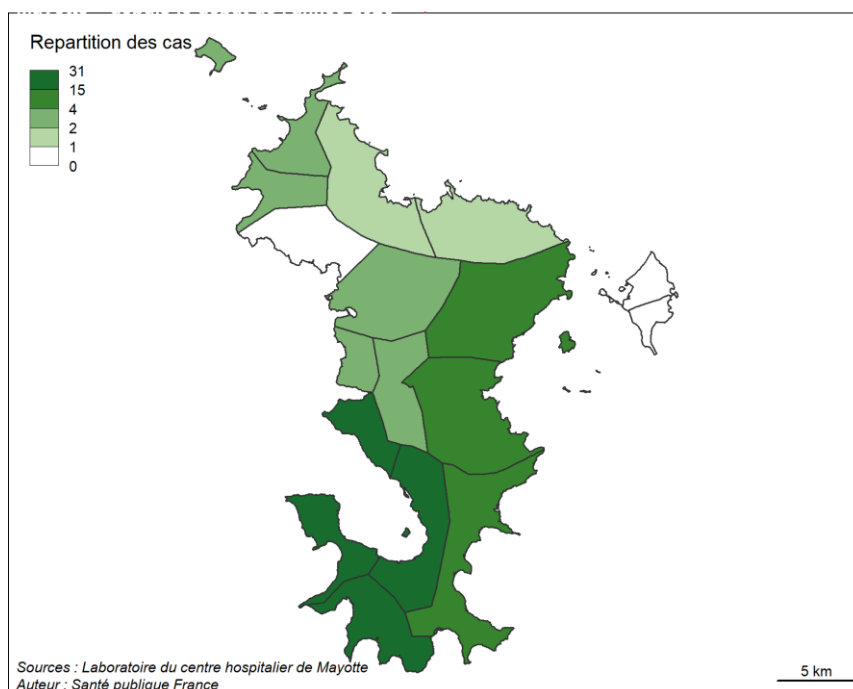 Repartition des cas
31
15
4
2
1
0
Sources : Laboratoire du centre hospitalier de Mayotte
Auteur : Santé publique France
5 km